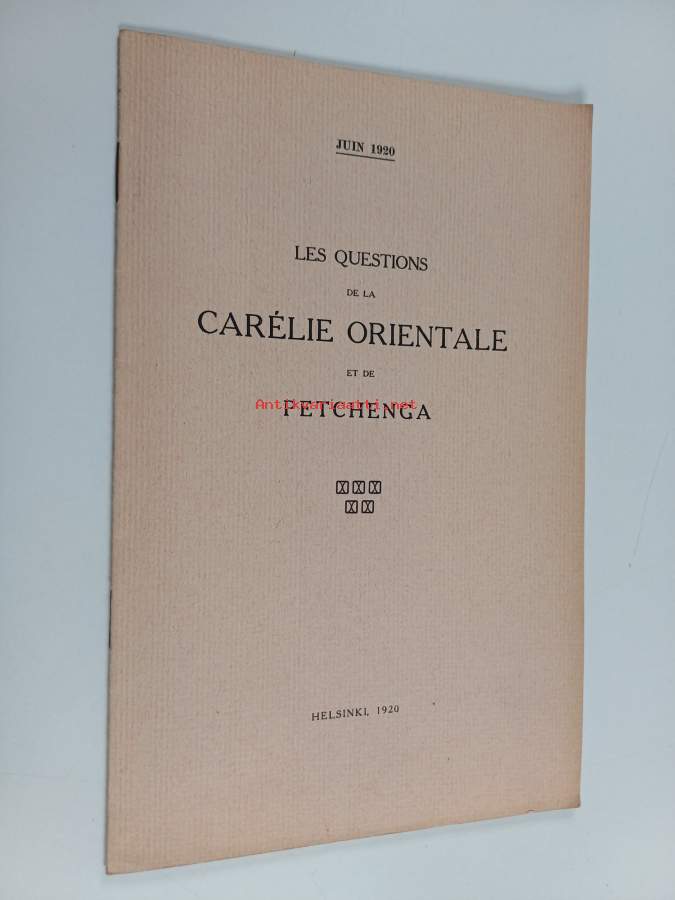 JUIN 1920
LES QUESTIONS
DE LA
CARÉLIE ORIENTALE
ET DE
Antikvariaatti.net
PETCHENGA
HELSINKI, 1920